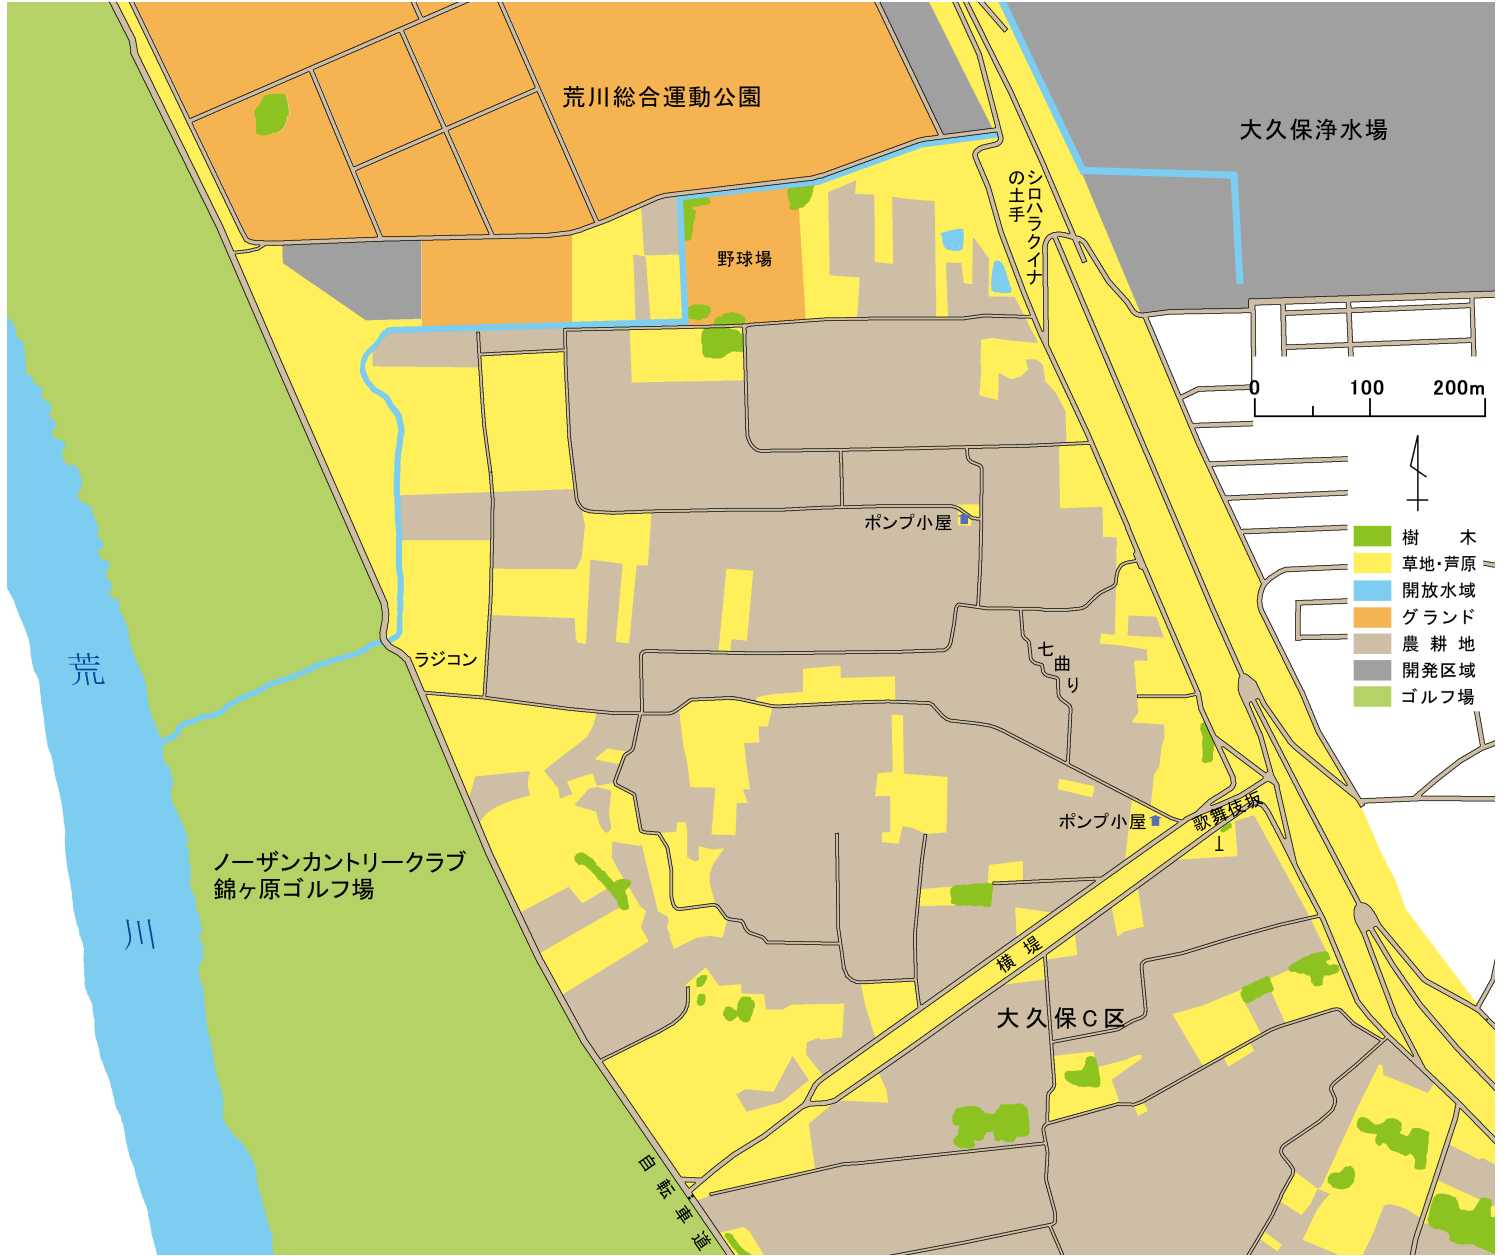 荒川総合運動公園
大久保浄水場
シロハラクイナ
の土手
野球場
0 100 200m
ポンプ小屋
樹木
草地・芦原
開放水域
グランド
農耕地
開発区域
ゴルフ場
荒川
ラジコン
七曲り
ポンプ小屋
歌舞伎坂
ノーザンカントリークラブ
錦ヶ原ゴルフ場
横堤
大久保C区
自転車道